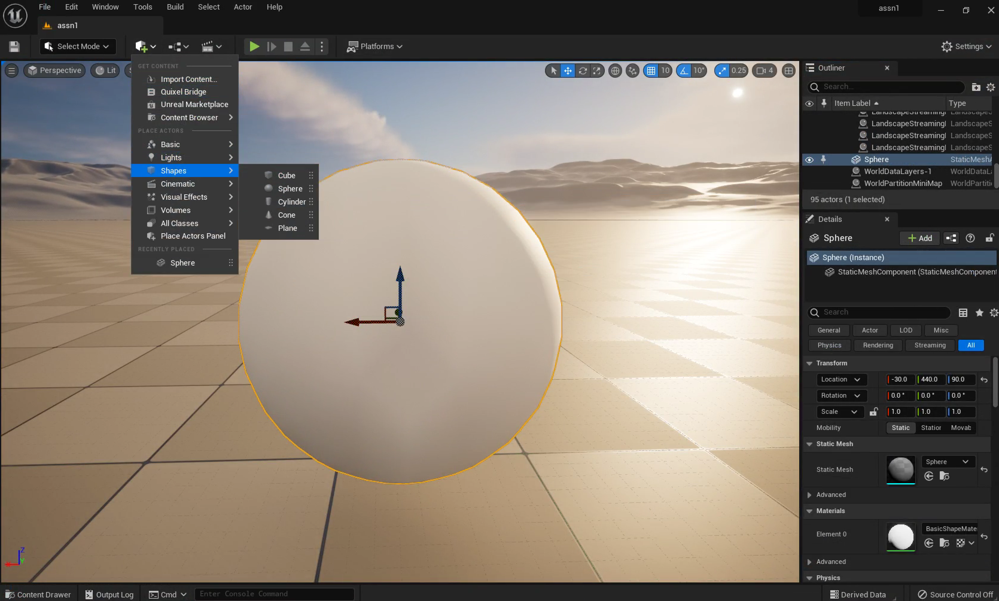 File Edit Window Tools Build Select Actor Help
assn1
assn1
Select Mode
Platforms
Settings
Perspective
Lit
10
10°
0.25
4
GET CONTENT
Import Content...
Quixel Bridge
Unreal Marketplace
Content Browser
PLACE ACTORS
Basic
Lights
Shapes
Cinematic
Visual Effects
Volumes
All Classes
Place Actors Panel
RECENTLY PLACED
Sphere
Cube
Sphere
Cylinder
Cone
Plane
Z
Y
X
Outliner
Search...
Item Label Type
LandscapeStreamingl LandscapeS
LandscapeStreamingl LandscapeS
LandscapeStreamingl LandscapeS
LandscapeStreamingl LandscapeS
Sphere StaticMeshA
WorldDataLayers-1 WorldDataLa
WorldPartitionMiniMap WorldPartiti
95 actors (1 selected)
Details
Sphere
Add
Sphere (Instance)
StaticMeshComponent (StaticMeshComponent
Search
General Actor LOD Misc
Physics Rendering Streaming All
Transform
Location -30.0 440.0 90.0
Rotation 0.0 ° 0.0 ° 0.0 °
Scale 1.0 1.0 1.0
Mobility Static Station Movab
Static Mesh
Static Mesh Sphere
Advanced
Materials
Element 0 BasicShapeMate
Advanced
Physics
Content Drawer Output Log Cmd Enter Console Command Derived Data Source Control Off